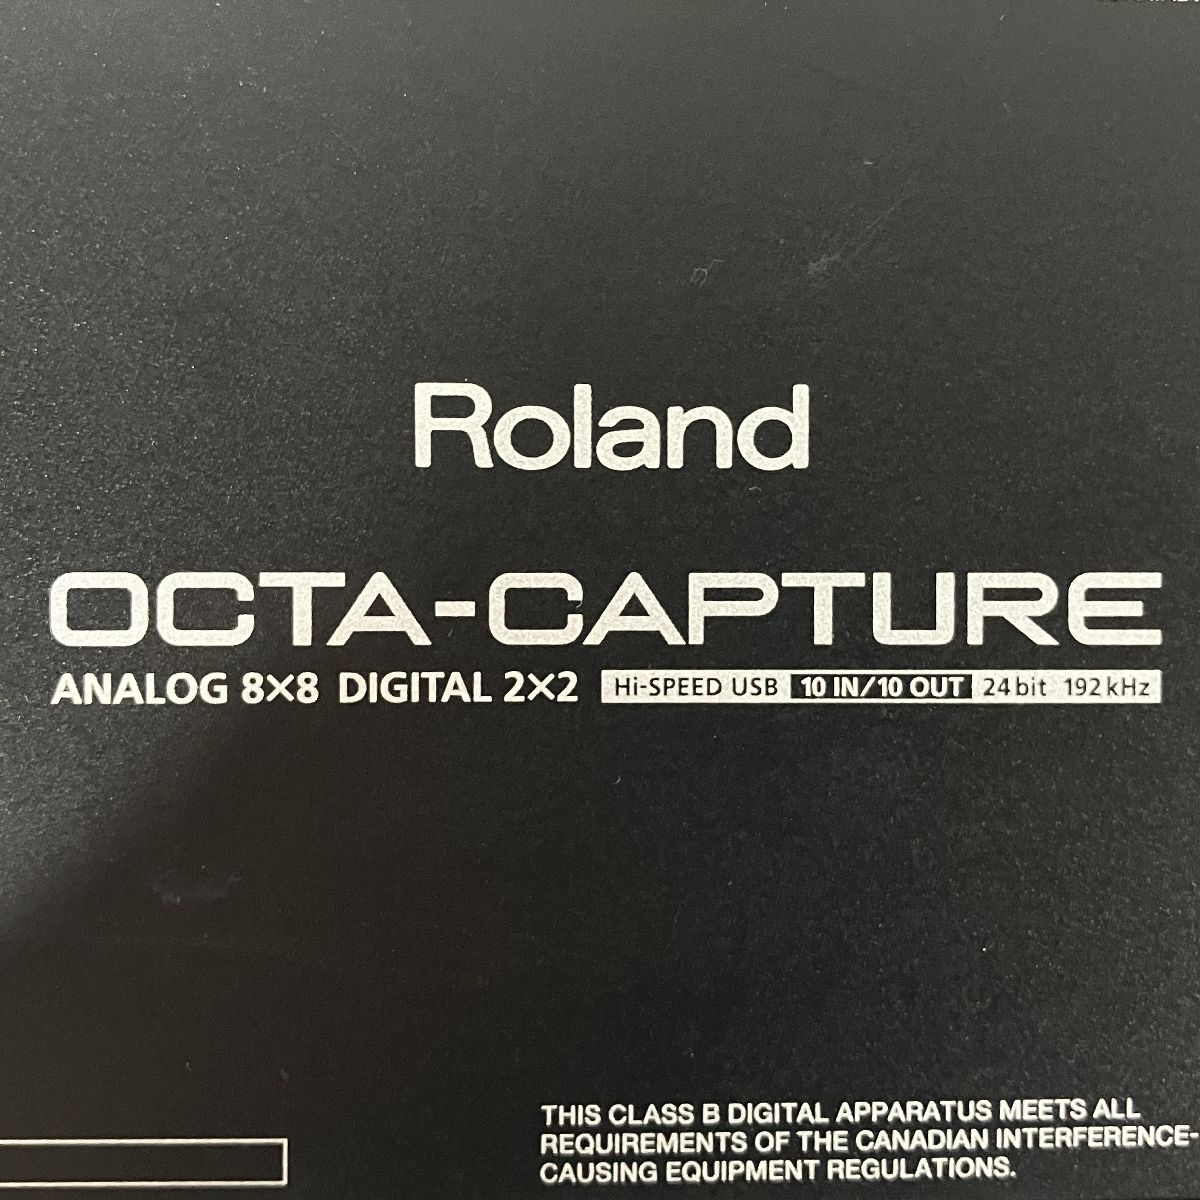 Roland
OCTA-CAPTURE
ANALOG 8×8 DIGITAL 2×2 Hi-SPEED USB 10 IN/10 OUT 24 bit 192 kHz
THIS CLASS B DIGITAL APPARATUS MEETS ALL
REQUIREMENTS OF THE CANADIAN INTERFERENCE-
CAUSING EQUIPMENT REGULATIONS.